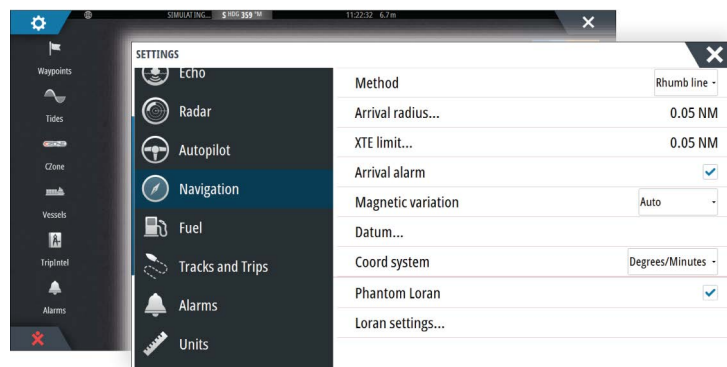 SIMULATING... S HDG 359 °M 11:22:32 6.7 m
Waypoints
Tides
CZone
Vessels
TripIntel
Alarms
SETTINGS
Echo
Radar
Autopilot
Navigation
Fuel
Tracks and Trips
Alarms
Units
Method Rhumb line
Arrival radius... 0.05 NM
XTE limit... 0.05 NM
Arrival alarm
Magnetic variation Auto
Datum...
Coord system Degrees/Minutes
Phantom Loran
Loran settings...